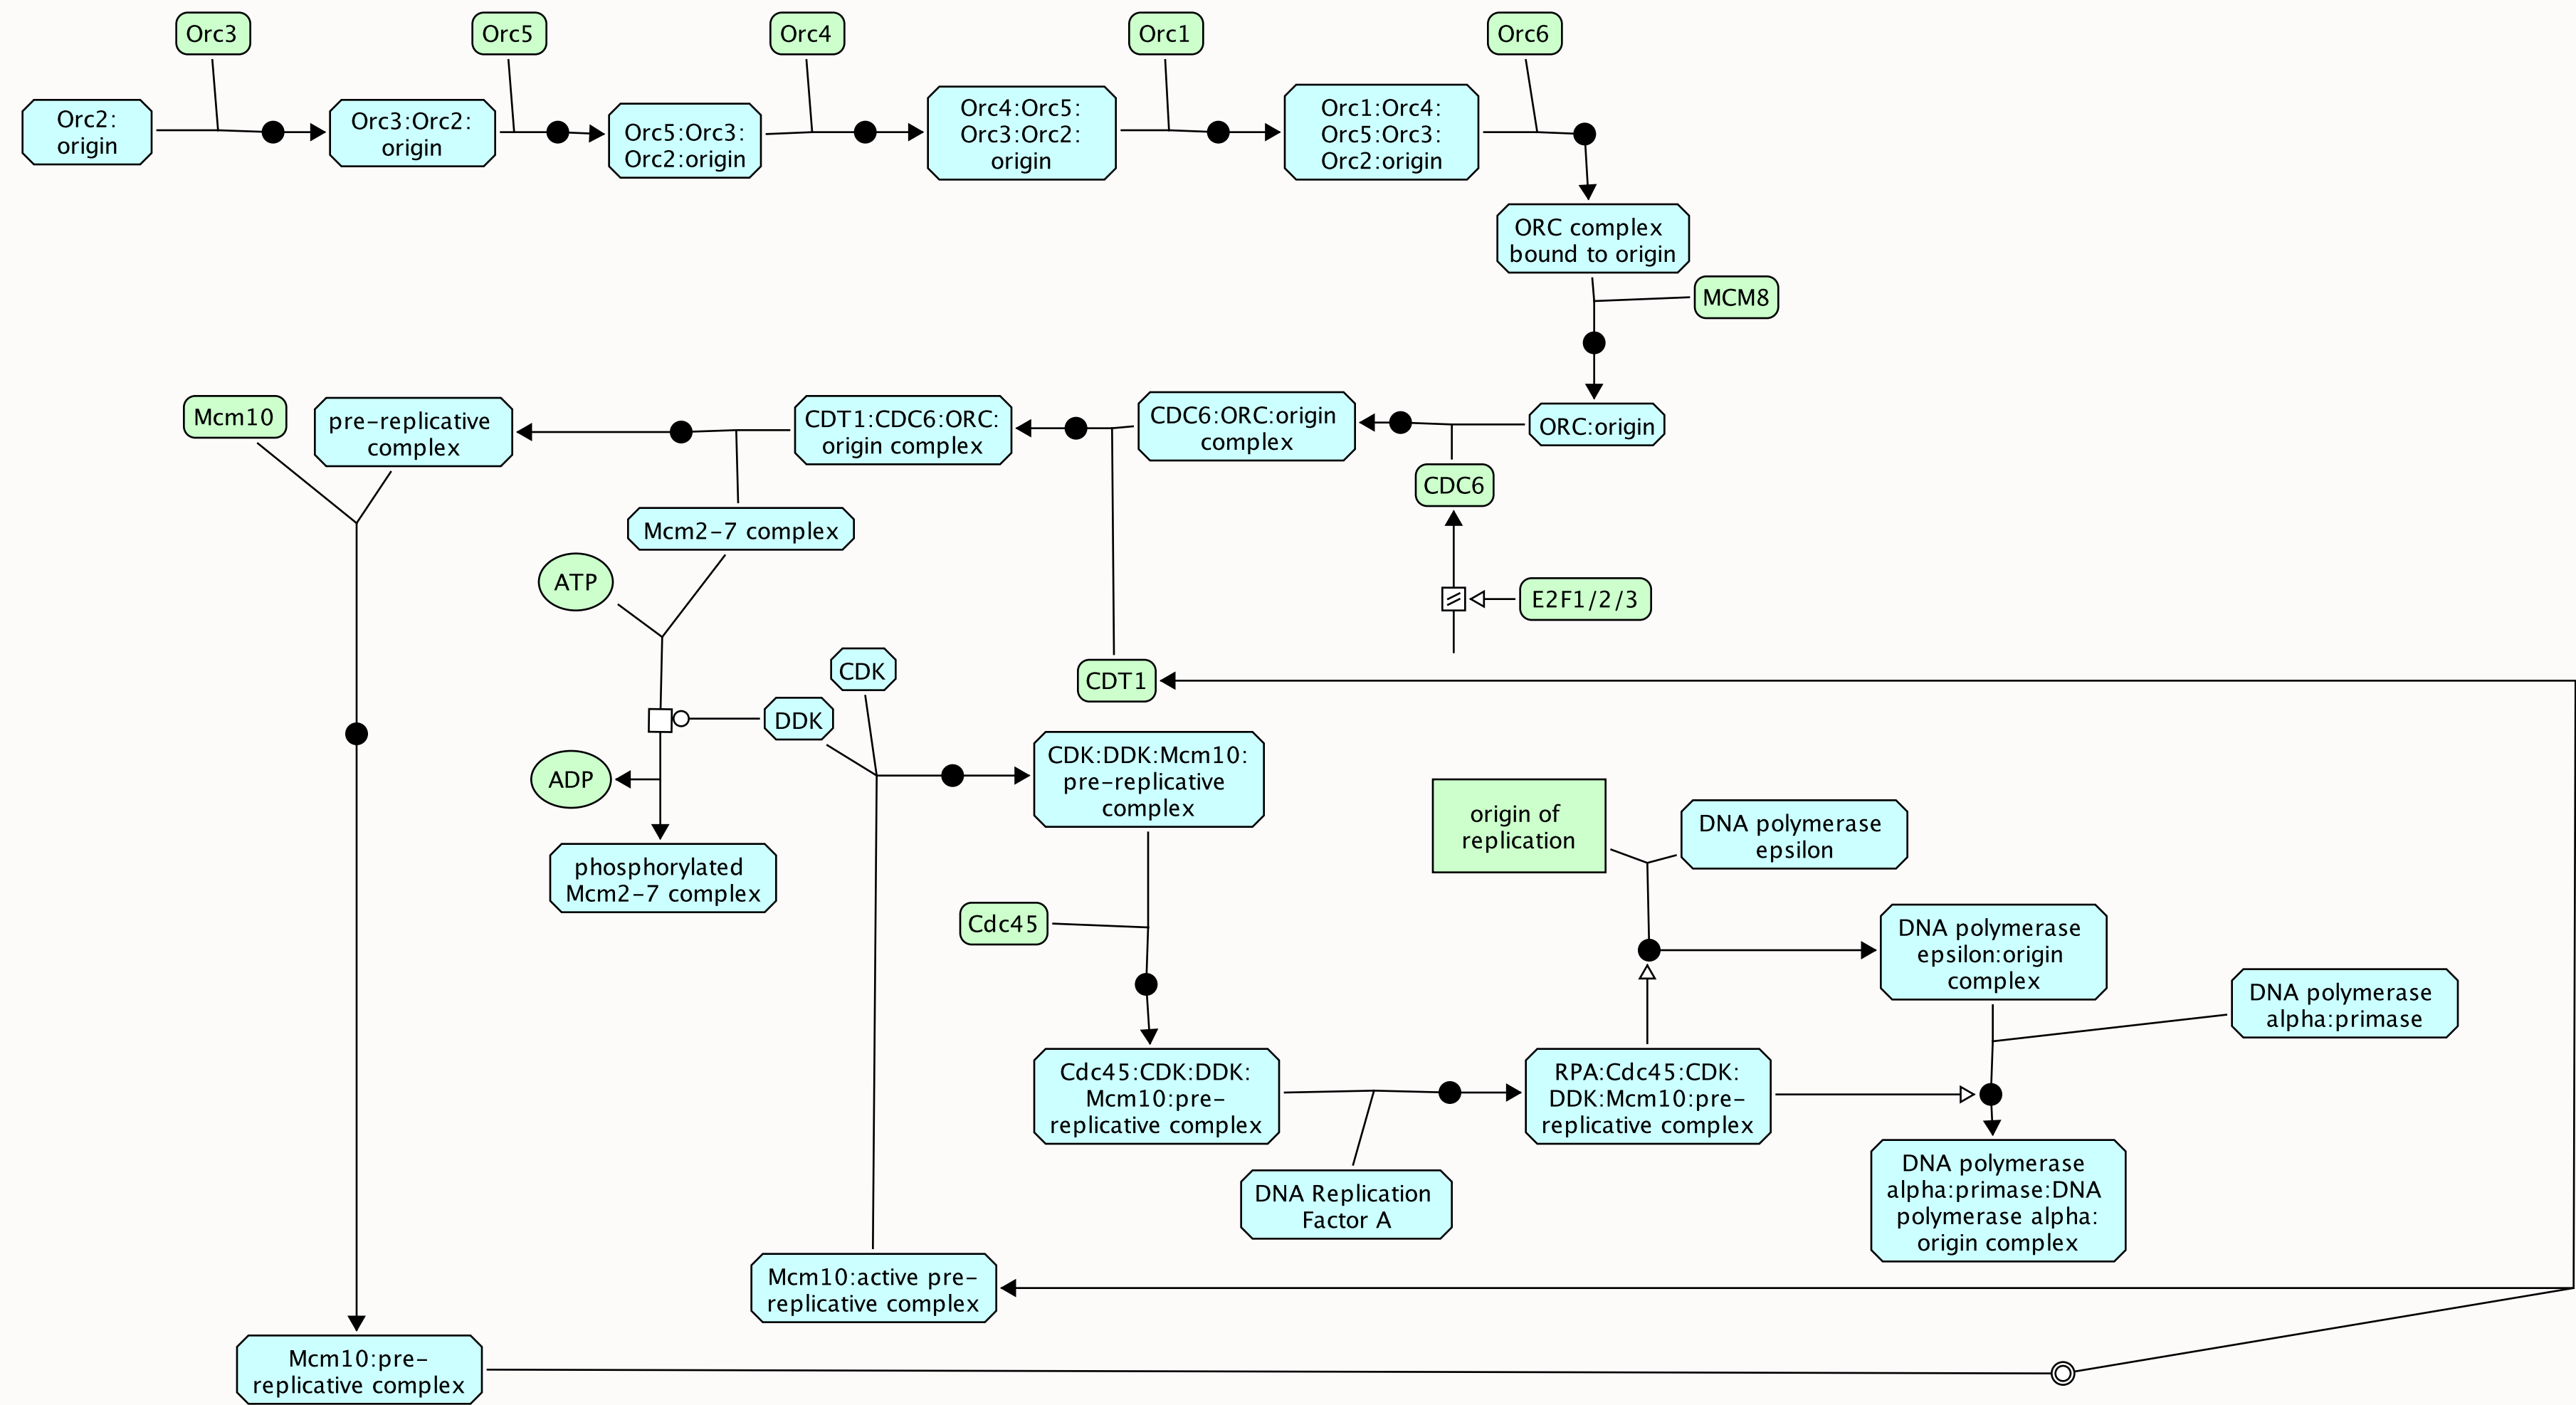 Orc3
Orc5
Orc4
Orc1
Orc6
Orc2:
origin
Orc3:Orc2:
origin
Orc5:Orc3:
Orc2:origin
Orc4:Orc5:
Orc3:Orc2:
origin
Orc1:Orc4:
Orc5:Orc3:
Orc2:origin
ORC complex
bound to origin
MCM8
Mcm10
pre-replicative
complex
CDT1:CDC6:ORC:
origin complex
CDC6:ORC:origin
complex
ORC:origin
CDC6
Mcm2-7 complex
ATP
E2F1/2/3
CDK
CDT1
DDK
ADP
CDK:DDK:Mcm10:
pre-replicative
complex
origin of
replication
DNA polymerase
epsilon
phosphorylated
Mcm2-7 complex
Cdc45
DNA polymerase
epsilon:origin
complex
DNA polymerase
alpha:primase
Cdc45:CDK:DDK:
Mcm10:pre-
replicative complex
RPA:Cdc45:CDK:
DDK:Mcm10:pre-
replicative complex
DNA Replication
Factor A
DNA polymerase
alpha:primase:DNA
polymerase alpha:
origin complex
Mcm10:active pre-
replicative complex
Mcm10:pre-
replicative complex